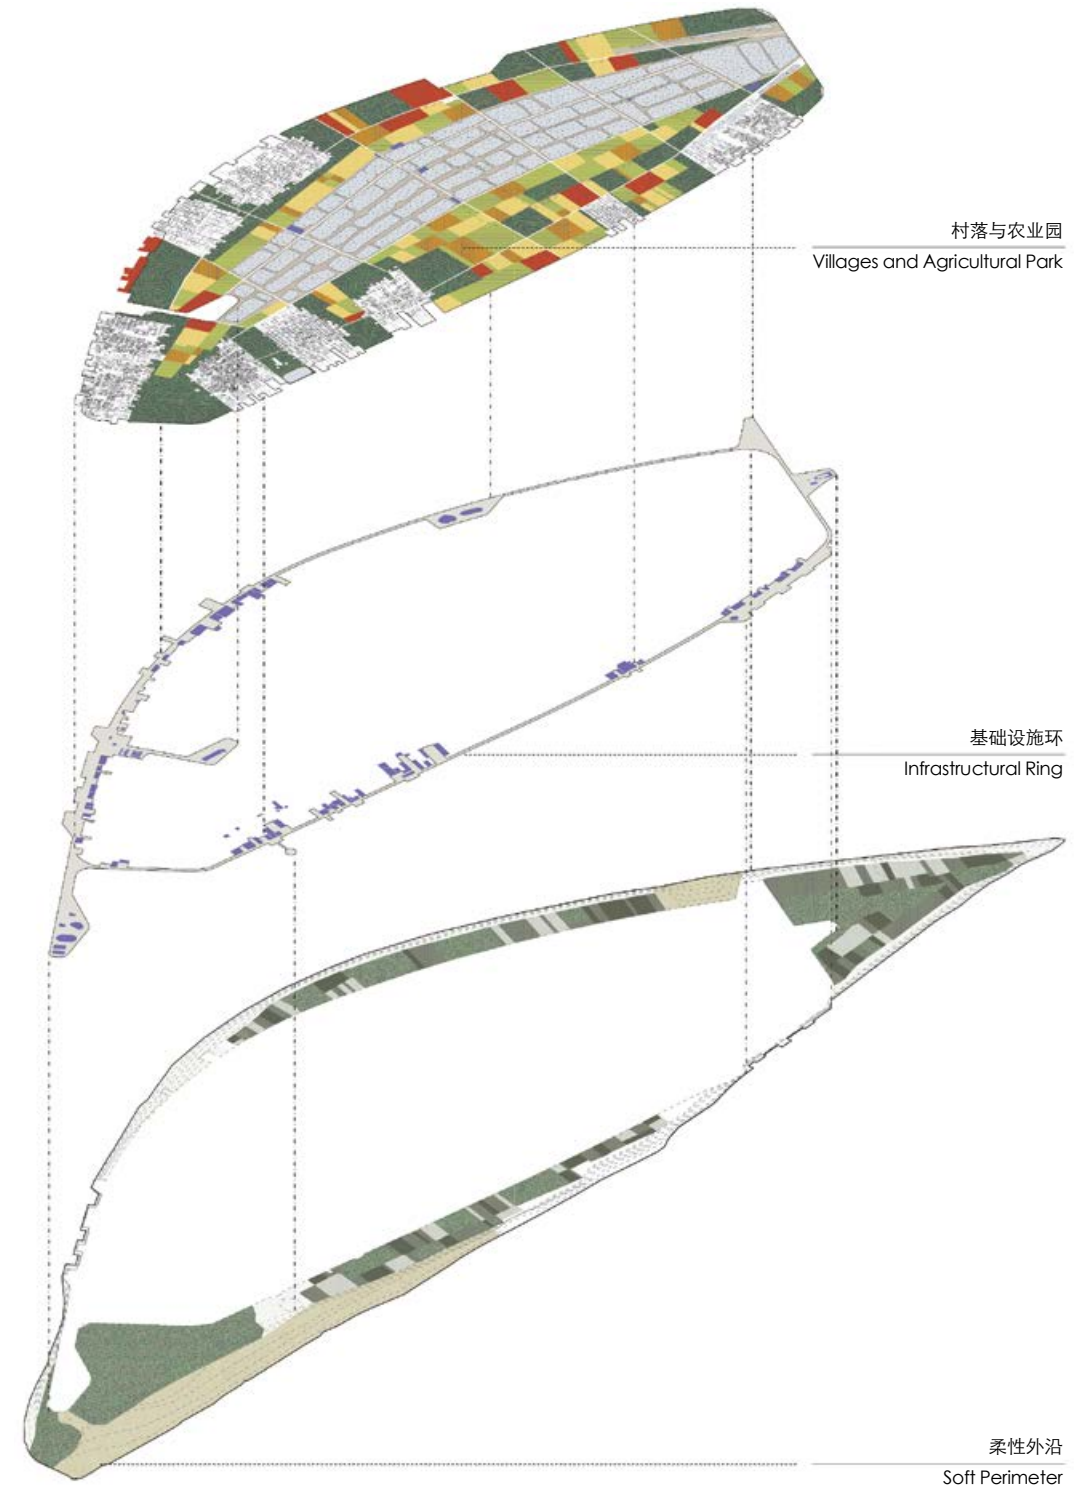 村落与农业园
Villages and Agricultural Park
基础设施环
Infrastructural Ring
柔性外沿
Soft Perimeter